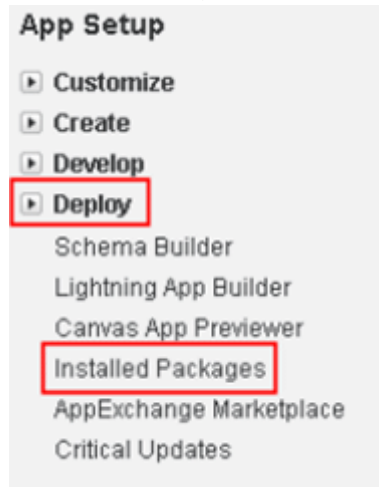 App Setup
Customize
Create
Develop
Deploy
Schema Builder
Lightning App Builder
Canvas App Previewer
Installed Packages
AppExchange Marketplace
Critical Updates